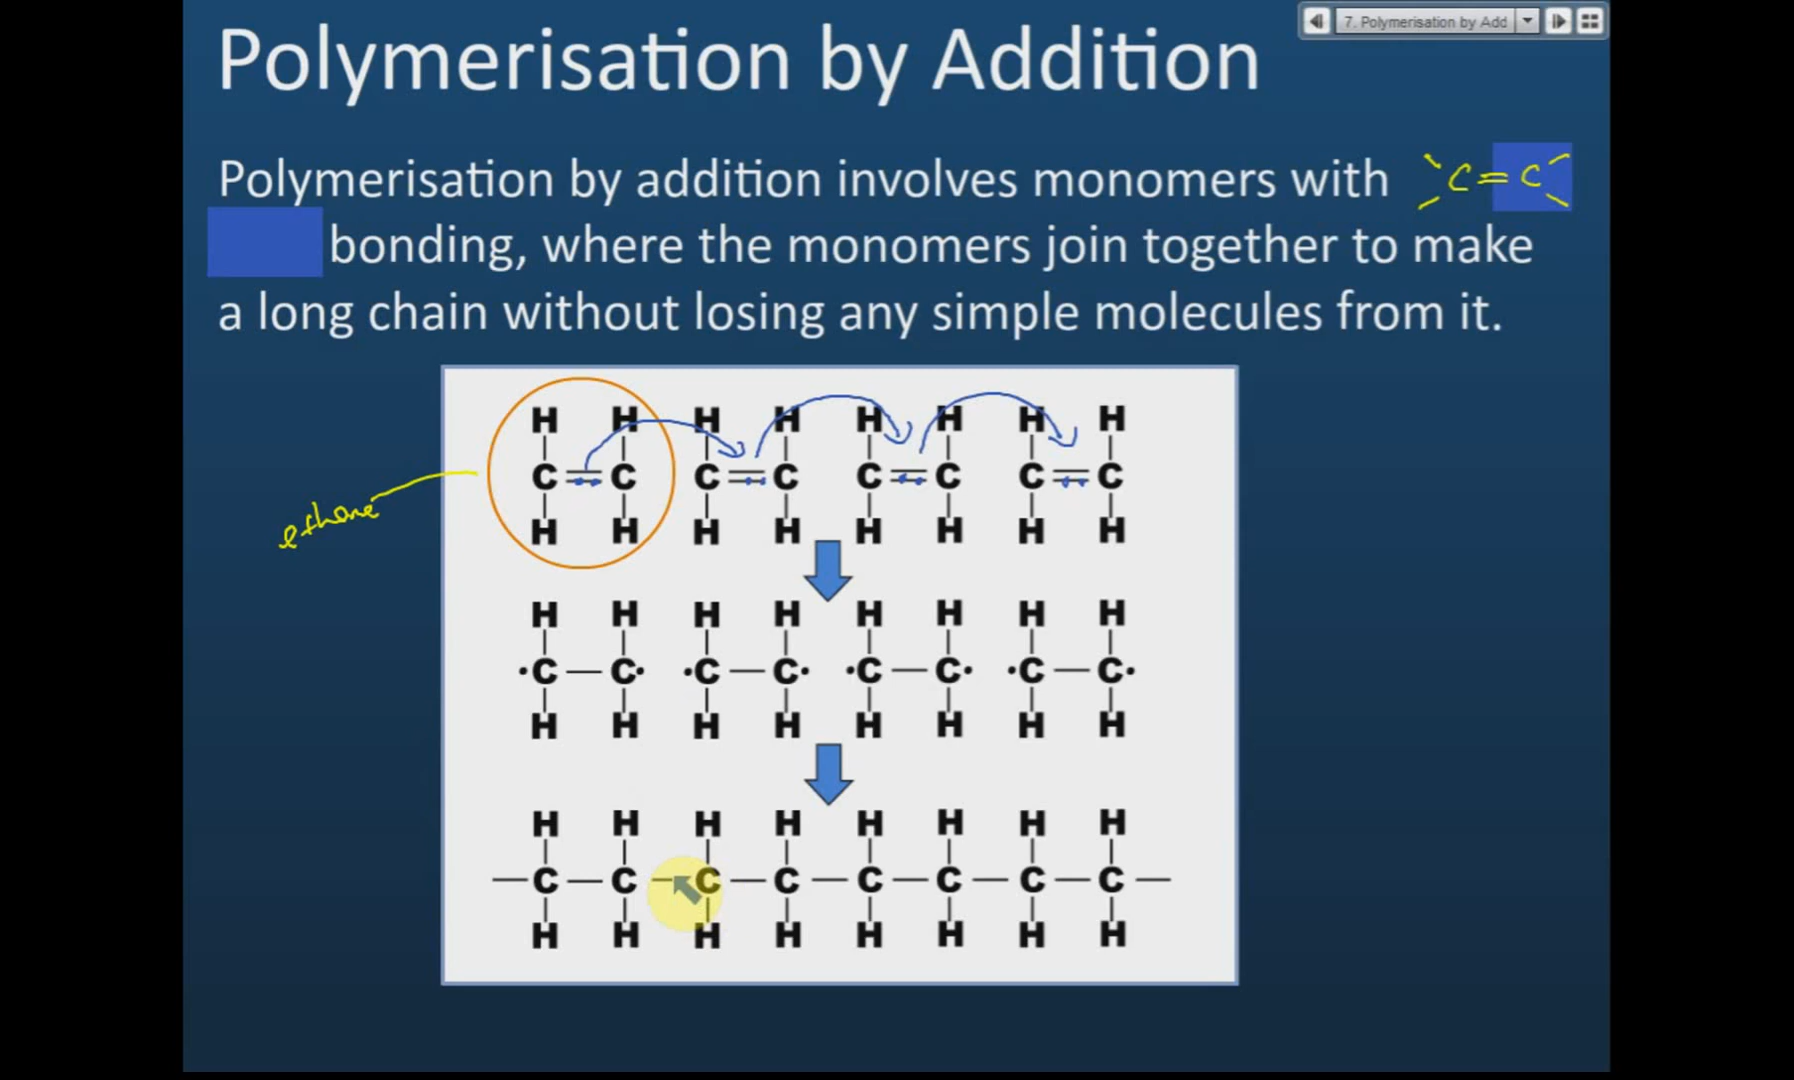 7. Polymerisation by Add
Polymerisation by Addition
Polymerisation by addition involves monomers with C = C
bonding, where the monomers join together to make
a long chain without losing any simple molecules from it.
H H H H H H H H
C = C C = C C = C C = C
H H H H H H H H
ethane
H H H H H H H H
·C — C· ·C — C· ·C — C· ·C — C·
H H H H H H H H
H H H H H H H H
— C — C — C — C — C — C — C — C —
H H H H H H H H